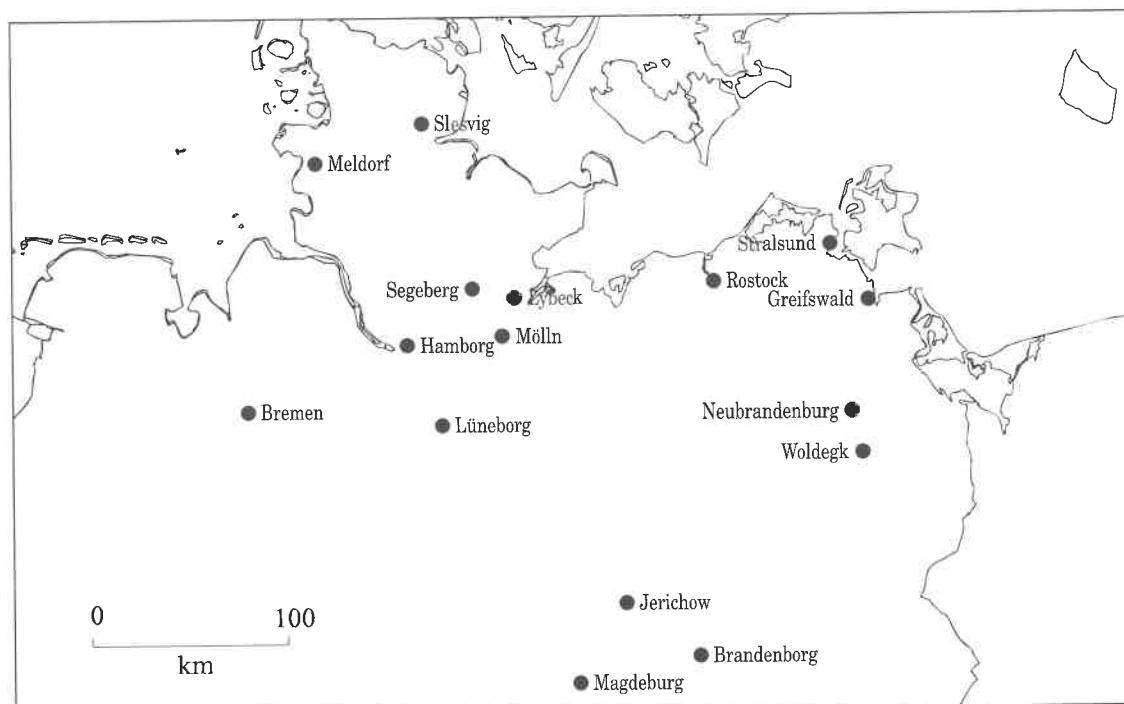 Slesvig
Meldorf
Stralsund
Segeberg
Lybeck
Rostock
Greifswald
Hamborg
Mölln
Bremen
Lüneborg
Neubrandenburg
Woldegk
Jerichow
0 100
km
Brandenborg
Magdeburg